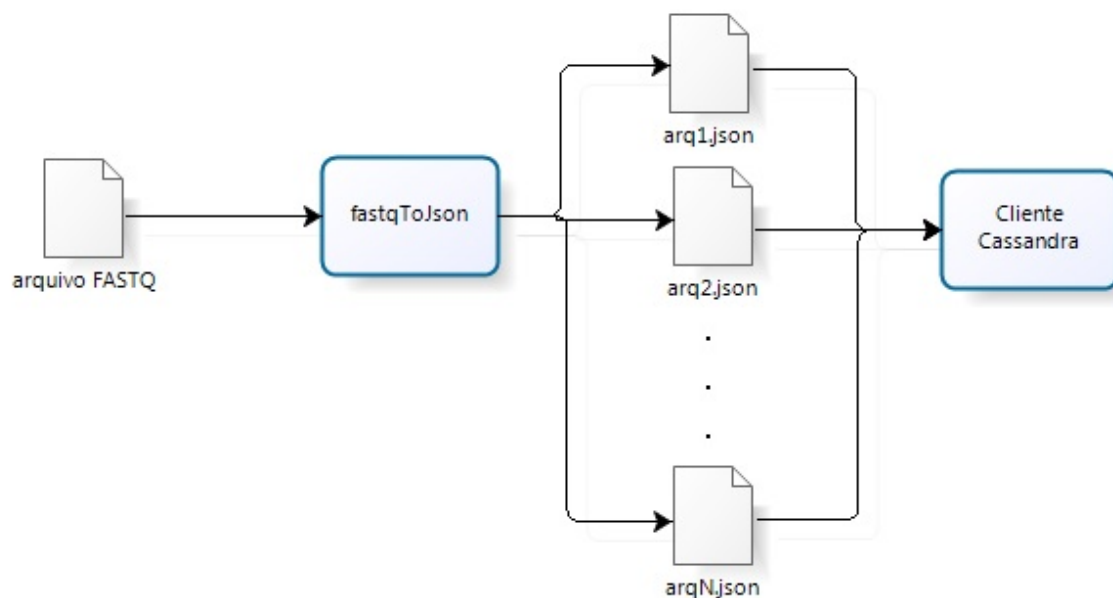 arquivo FASTQ
fastqToJson
arq1.json
arq2.json
.
.
.
arqN.json
Cliente
Cassandra